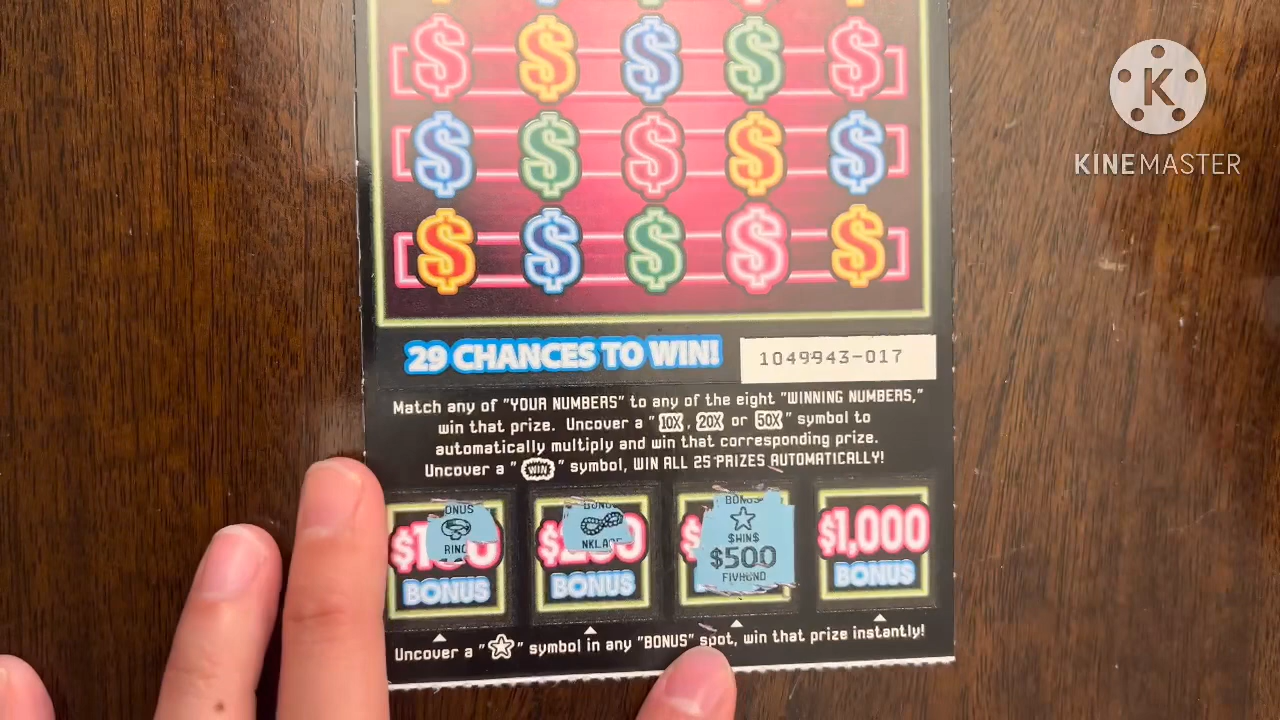 K
KINEMASTER
$ $ $ $ $
$ $ $ $ $
$ $ $ $ $
29 CHANCES TO WIN!
1049943-017
Match any of "YOUR NUMBERS" to any of the eight "WINNING NUMBERS,"
win that prize. Uncover a "10X, 20X or 50X" symbol to
automatically multiply and win that corresponding prize.
Uncover a "WIN" symbol, WIN ALL 25 PRIZES AUTOMATICALLY!
ONUS
RING
BONUS
BONUS
BONUS
$HIN$
$500
FIVHUND
$1,000
BONUS
Uncover a "☆" symbol in any "BONUS" spot, win that prize instantly!